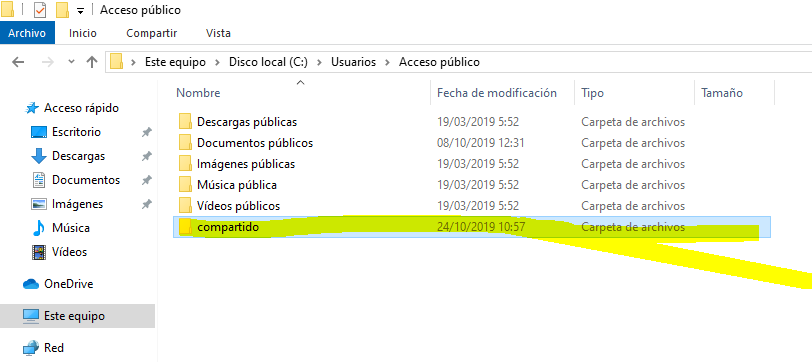 Acceso público
Archivo Inicio Compartir Vista
Este equipo Disco local (C:) Usuarios Acceso público
Nombre Fecha de modificación Tipo Tamaño
Acceso rápido
Escritorio
Descargas
Documentos
Imágenes
Música
Vídeos
OneDrive
Este equipo
Red
Descargas públicas 19/03/2019 5:52 Carpeta de archivos
Documentos públicos 08/10/2019 12:31 Carpeta de archivos
Imágenes públicas 19/03/2019 5:52 Carpeta de archivos
Música pública 19/03/2019 5:52 Carpeta de archivos
Vídeos públicos 19/03/2019 5:52 Carpeta de archivos
compartido 24/10/2019 10:57 Carpeta de archivos